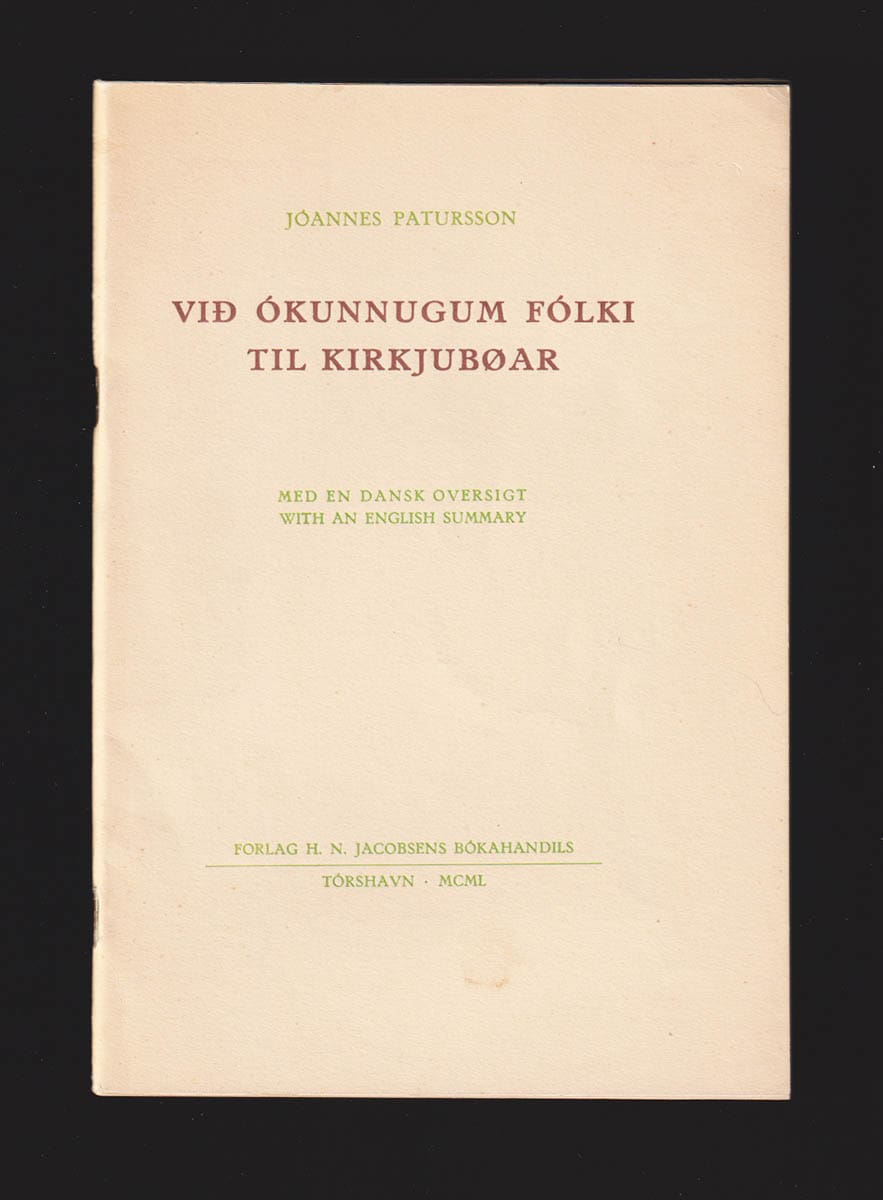 JÓANNES PATURSSON
VIÐ ÓKUNNUGUM FÓLKI
TIL KIRKJUBØAR
MED EN DANSK OVERSIGT
WITH AN ENGLISH SUMMARY
FORLAG H. N. JACOBSENS BÓKAHANDILS
TÓRSHAVN · MCML